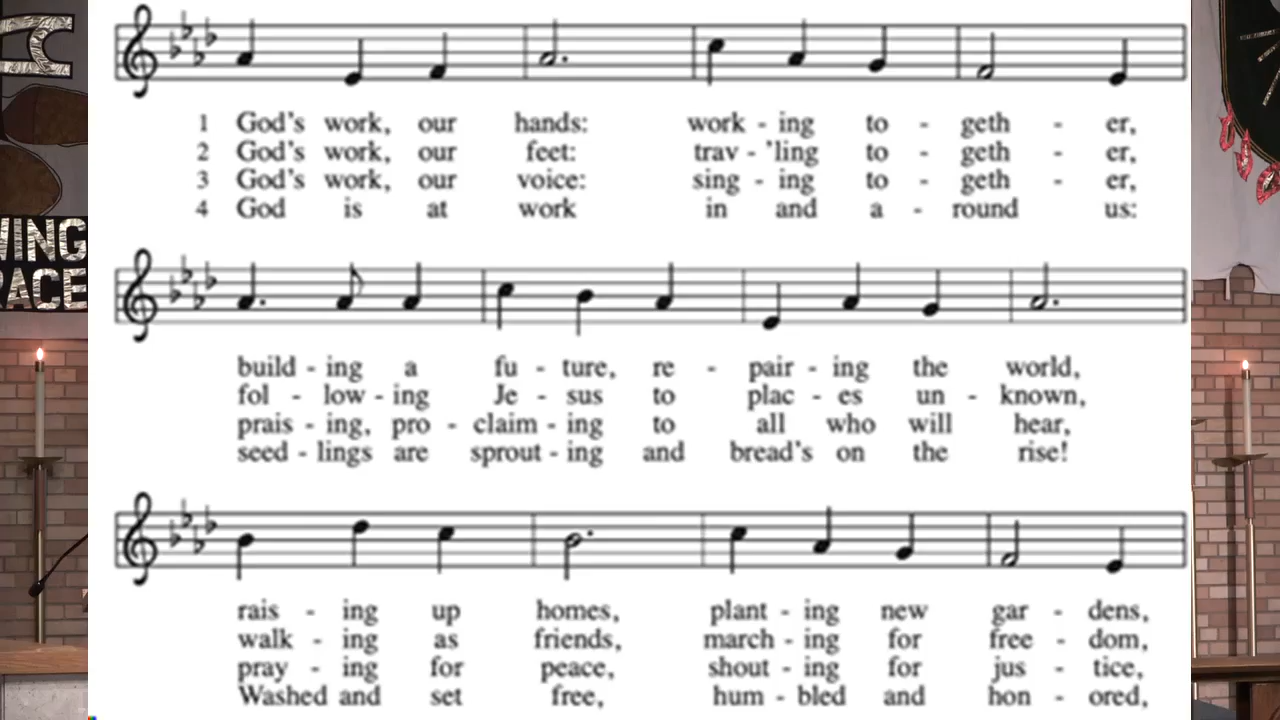 1 God's work, our hands: work - ing to - geth - er,
2 God's work, our feet: trav - 'ling to - geth - er,
3 God's work, our voice: sing - ing to - geth - er,
4 God is at work in and a - round us:
build - ing a fu - ture, re - pair - ing the world,
fol - low - ing Je - sus to plac - es un - known,
prais - ing, pro - claim - ing to all who will hear,
seed - lings are sprout - ing and bread's on the rise!
rais - ing up homes, plant - ing new gar - dens,
walk - ing as friends, march - ing for free - dom,
pray - ing for peace, shout - ing for jus - tice,
Washed and set free, hum - bled and hon - ored,